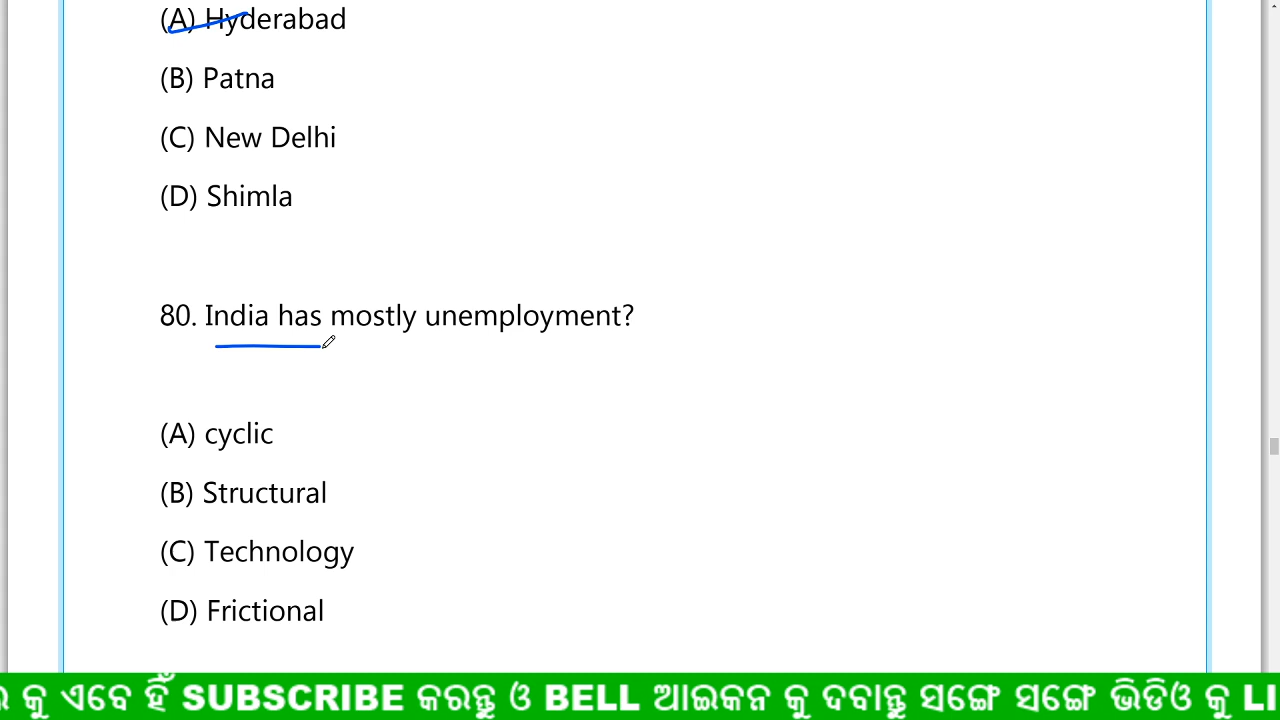 (A) Hyderabad
(B) Patna
(C) New Delhi
(D) Shimla
80. India has mostly unemployment?
(A) cyclic
(B) Structural
(C) Technology
(D) Frictional
କୁ ଏବେ ହିଁ SUBSCRIBE କରନ୍ତୁ ଓ BELL ଆଇକନ କୁ ଦବାନ୍ତୁ ସଙ୍ଗେ ସଙ୍ଗେ ଭିଡିଓ କୁ LI